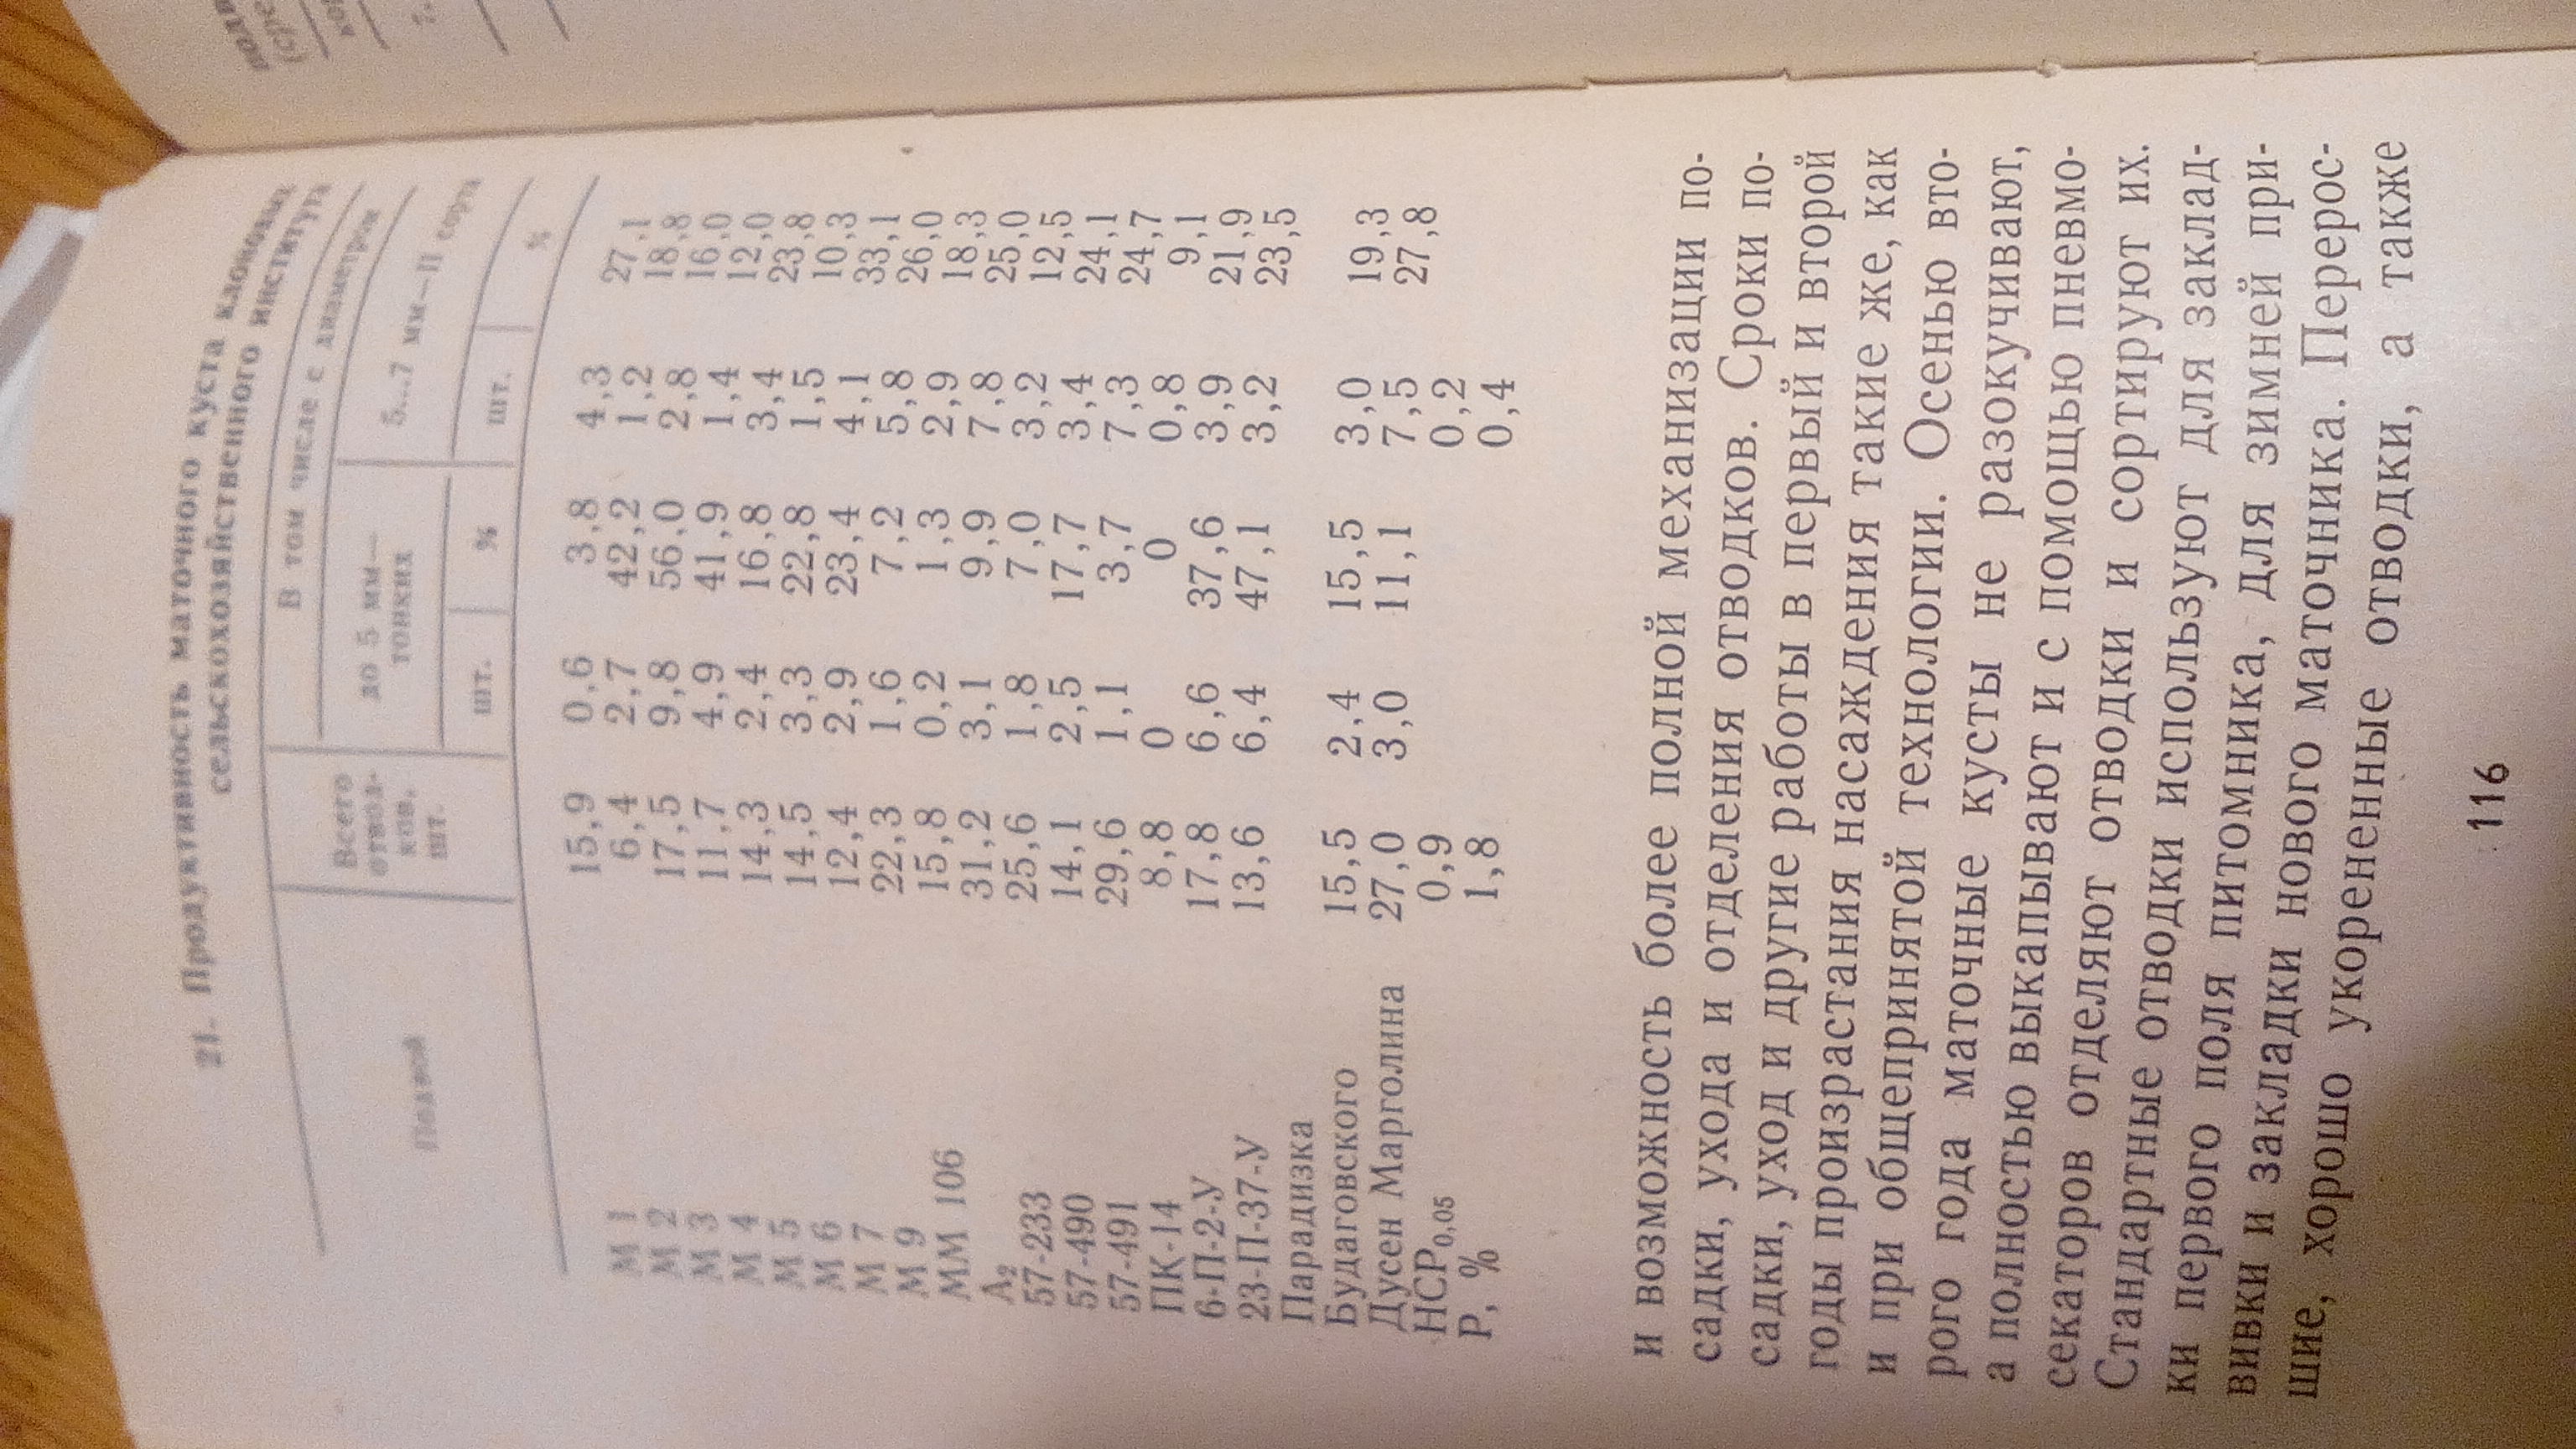 21. Продуктивность маточного куста клоновых
сельскохозяйственного института
Подвой
Всего
отвод-
ков,
шт.
В том числе с диаметром
до 5 мм—
тонких
5...7 мм—II сорта
шт. % шт. %
М 1 15,9 0,6 3,8 4,3 27,1
М 2 6,4 2,7 42,2 1,2 18,8
М 3 17,5 9,8 56,0 2,8 16,0
М 4 11,7 4,9 41,9 1,4 12,0
М 5 14,3 2,4 16,8 3,4 23,8
М 6 14,5 3,3 22,8 1,5 10,3
М 7 12,4 2,9 23,4 4,1 33,1
М 9 22,3 1,6 7,2 5,8 26,0
ММ 106 15,8 0,2 1,3 2,9 18,3
А₂ 31,2 3,1 9,9 7,8 25,0
57-233 25,6 1,8 7,0 3,2 12,5
57-490 14,1 2,5 17,7 3,4 24,1
57-491 29,6 1,1 3,7 7,3 24,7
ПК-14 8,8 0 0 0,8 9,1
6-П-2-У 17,8 6,6 37,6 3,9 21,9
23-П-37-У 13,6 6,4 47,1 3,2 23,5
Парадизка
Будаговского 15,5 2,4 15,5 3,0 19,3
Дусен Марголина 27,0 3,0 11,1 7,5 27,8
НСР0,05 0,9 0,2
Р, % 1,8 0,4
и возможность более полной механизации по-
садки, ухода и отделения отводков. Сроки по-
садки, уход и другие работы в первый и второй
годы произрастания насаждения такие же, как
и при общепринятой технологии. Осенью вто-
рого года маточные кусты не разокучивают,
а полностью выкапывают и с помощью пневмо-
секаторов отделяют отводки и сортируют их.
Стандартные отводки используют для заклад-
ки первого поля питомника, для зимней при-
вивки и закладки нового маточника. Перерос-
шие, хорошо укорененные отводки, а также
116